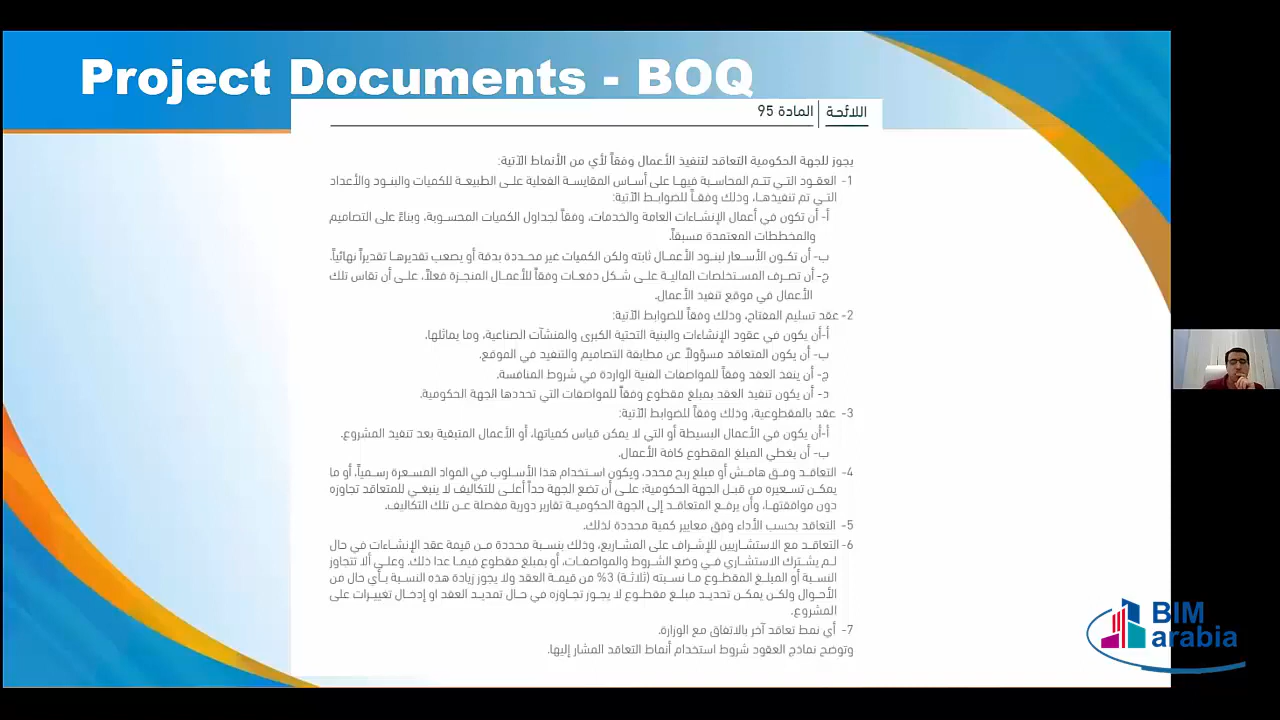 Project Documents - BOQ
اللائحة | المادة 95
يجوز للجهة الحكومية التعاقد لتنفيذ الأعمال وفقاً لأي من الأنماط الآتية:
1- العقود التي تتم المحاسبة فيها على أساس المقايسة الفعلية على الطبيعة للكميات والبنود والأعداد
التي تم تنفيذها، وذلك وفقاً للضوابط الآتية:
أ- أن تكون في أعمال الإنشاءات العامة والخدمات، وفقاً لجداول الكميات المحسوبة، وبناءً على التصاميم
والمخططات المعتمدة مسبقاً.
ب- أن تكون الأسعار لبنود الأعمال ثابته ولكن الكميات غير محددة بدقة أو يصعب تقديرها تقديراً نهائياً.
ج- أن تصرف المستخلصات المالية على شكل دفعات وفقاً للأعمال المنجزة فعلاً، على أن تقاس تلك
الأعمال في موقع تنفيذ الأعمال.
2- عقد تسليم المفتاح، وذلك وفقاً للضوابط الآتية:
أ-أن يكون في عقود الإنشاءات والبنية التحتية الكبرى والمنشآت الصناعية، وما يماثلها.
ب- أن يكون المتعاقد مسؤولاً عن مطابقة التصاميم والتنفيذ في الموقع.
ج- أن ينفذ العقد وفقاً للمواصفات الفنية الواردة في شروط المنافسة.
د- أن يكون تنفيذ العقد بمبلغ مقطوع وفقاً للمواصفات التي تحددها الجهة الحكومية.
3- عقد بالمقطوعية، وذلك وفقاً للضوابط الآتية:
أ-أن يكون في الأعمال البسيطة أو التي لا يمكن قياس كمياتها، أو الأعمال المتبقية بعد تنفيذ المشروع.
ب- أن يغطي المبلغ المقطوع كافة الأعمال.
4- التعاقد وفق هامش أو مبلغ ربح محدد، ويكون استخدام هذا الأسلوب في المواد المسعرة رسمياً، أو ما
يمكن تسعيره من قبل الجهة الحكومية؛ على أن تضع الجهة حداً أعلى للتكاليف لا ينبغي للمتعاقد تجاوزه
دون موافقتها، وأن يرفع المتعاقد إلى الجهة الحكومية تقارير دورية مفصلة عن تلك التكاليف.
5- التعاقد بحسب الأداء وفق معايير كمية محددة لذلك.
6- التعاقد مع الاستشاريين للإشراف على المشاريع، وذلك بنسبة محددة من قيمة عقد الإنشاءات في حال
لم يشترك الاستشاري في وضع الشروط والمواصفات، أو بمبلغ مقطوع فيما عدا ذلك. وعلى ألا تتجاوز
النسبة أو المبلغ المقطوع ما نسبته (ثلاثة) 3% من قيمة العقد ولا يجوز زيادة هذه النسبة بأي حال من
الأحوال ولكن يمكن تحديد مبلغ مقطوع لا يجوز تجاوزه في حال تمديد العقد او إدخال تغييرات على
المشروع.
7- أي نمط تعاقد آخر بالاتفاق مع الوزارة.
وتوضح نماذج العقود شروط استخدام أنماط التعاقد المشار إليها.
BIM
arabia